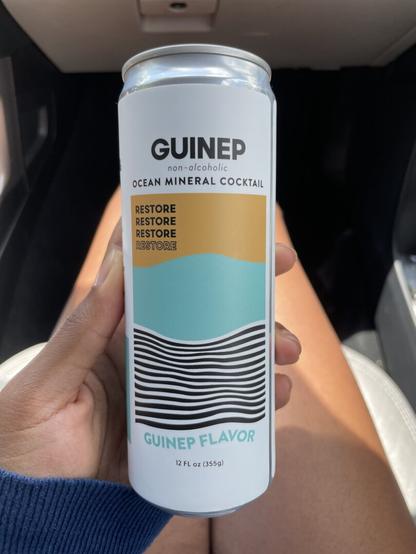 GUINEP
non-alcoholic
OCEAN MINERAL COCKTAIL
RESTORE
RESTORE
RESTORE
RESTORE
GUINEP FLAVOR
12 FL oz (355g)